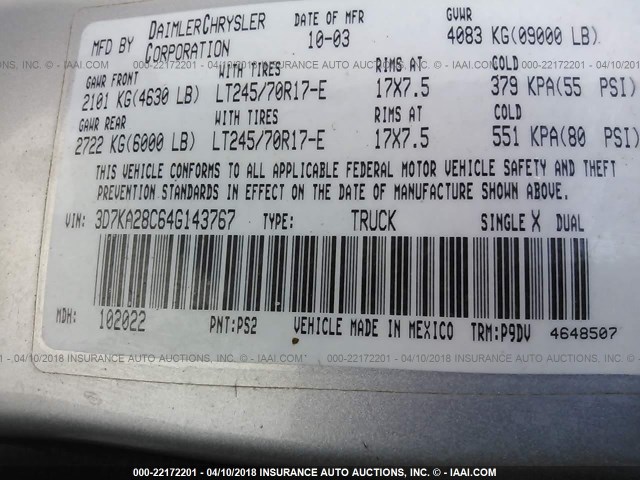 MFD BY DAIMLERCHRYSLER CORPORATION
DATE OF MFR 10-03
GVWR 4083 KG(09000 LB)
GAWR FRONT WITH TIRES RIMS AT COLD
2101 KG(4630 LB) LT245/70R17-E 17X7.5 379 KPA(55 PSI)
GAWR REAR WITH TIRES RIMS AT COLD
2722 KG(6000 LB) LT245/70R17-E 17X7.5 551 KPA(80 PSI)
THIS VEHICLE CONFORMS TO ALL APPLICABLE FEDERAL MOTOR VEHICLE SAFETY AND THEFT
PREVENTION STANDARDS IN EFFECT ON THE DATE OF MANUFACTURE SHOWN ABOVE.
VIN: 3D7KA28C64G143767 TYPE: TRUCK SINGLE X DUAL
MDH: 102022 PNT:PS2 VEHICLE MADE IN MEXICO TRM:P9DV 4648507
000-22172201 - 04/10/2018 INSURANCE AUTO AUCTIONS, INC. © - IAAI.COM